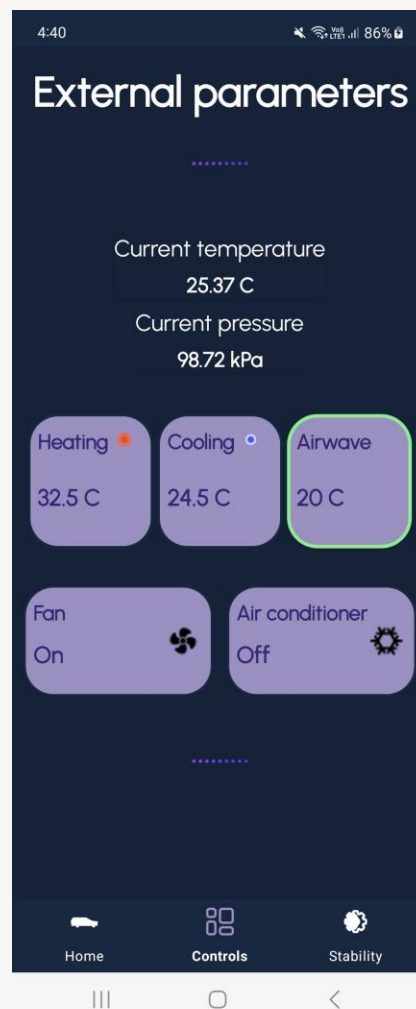 4:40 86%
External parameters
Current temperature
25.37 C
Current pressure
98.72 kPa
Heating Cooling Airwave
32.5 C 24.5 C 20 C
Fan Air conditioner
On Off
Home Controls Stability